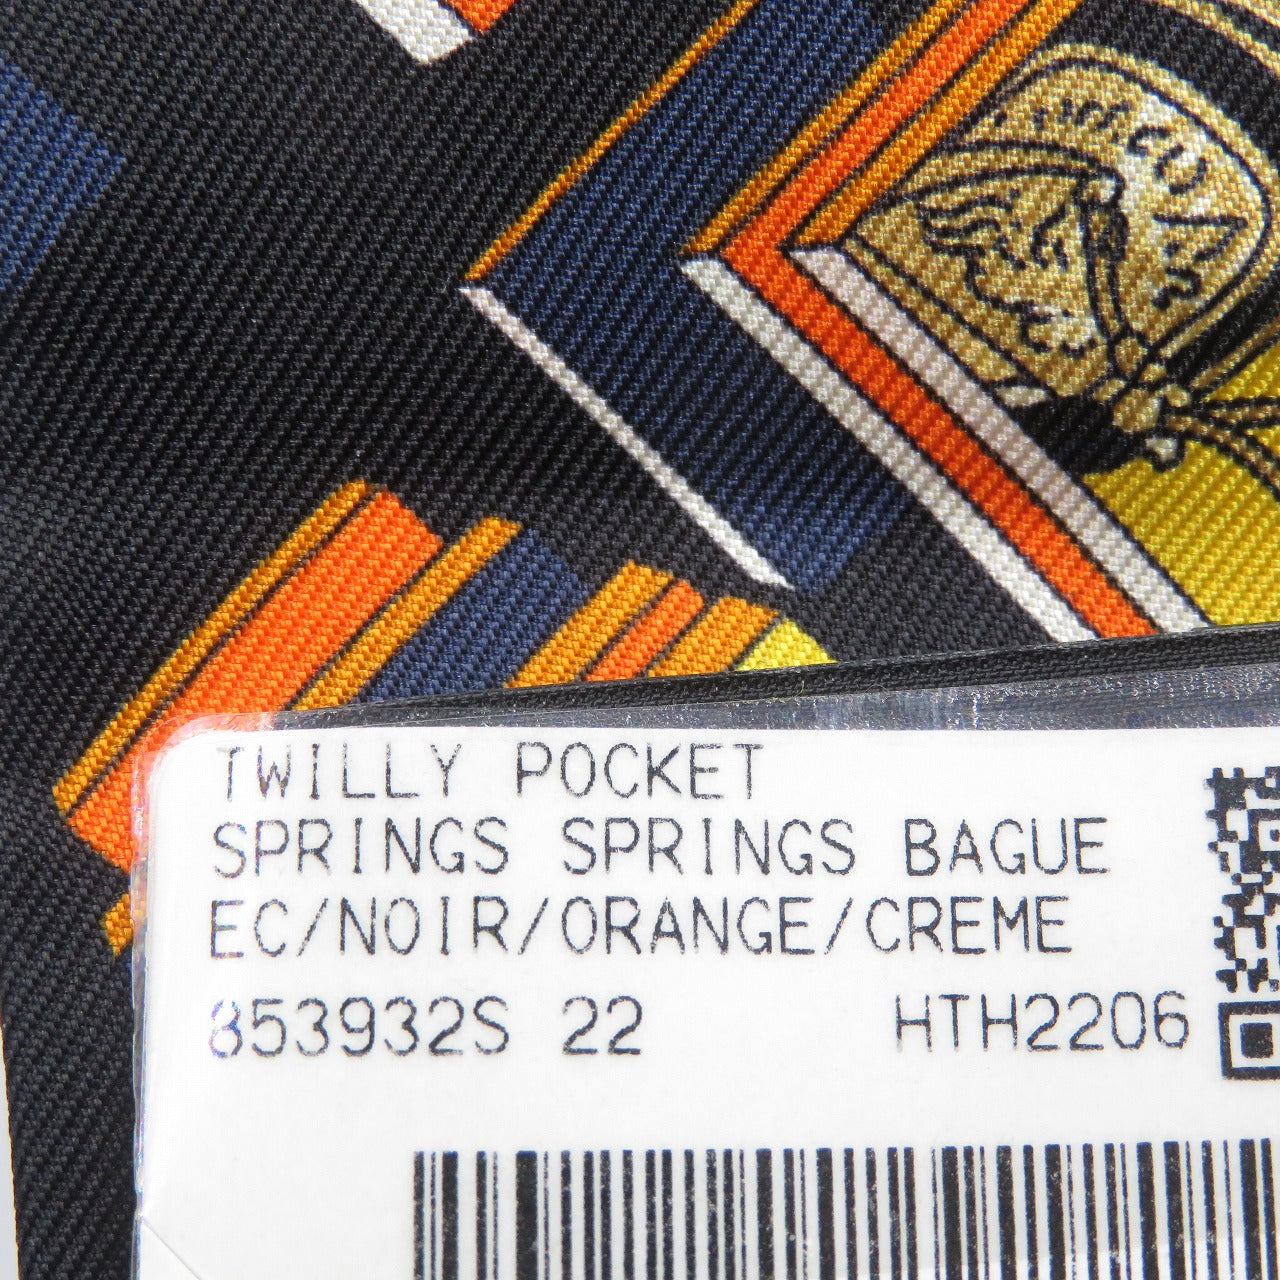 TWILLY POCKET
SPRINGS SPRINGS BAGUE
EC/NOIR/ORANGE/CREME
853932S 22 HTH2206